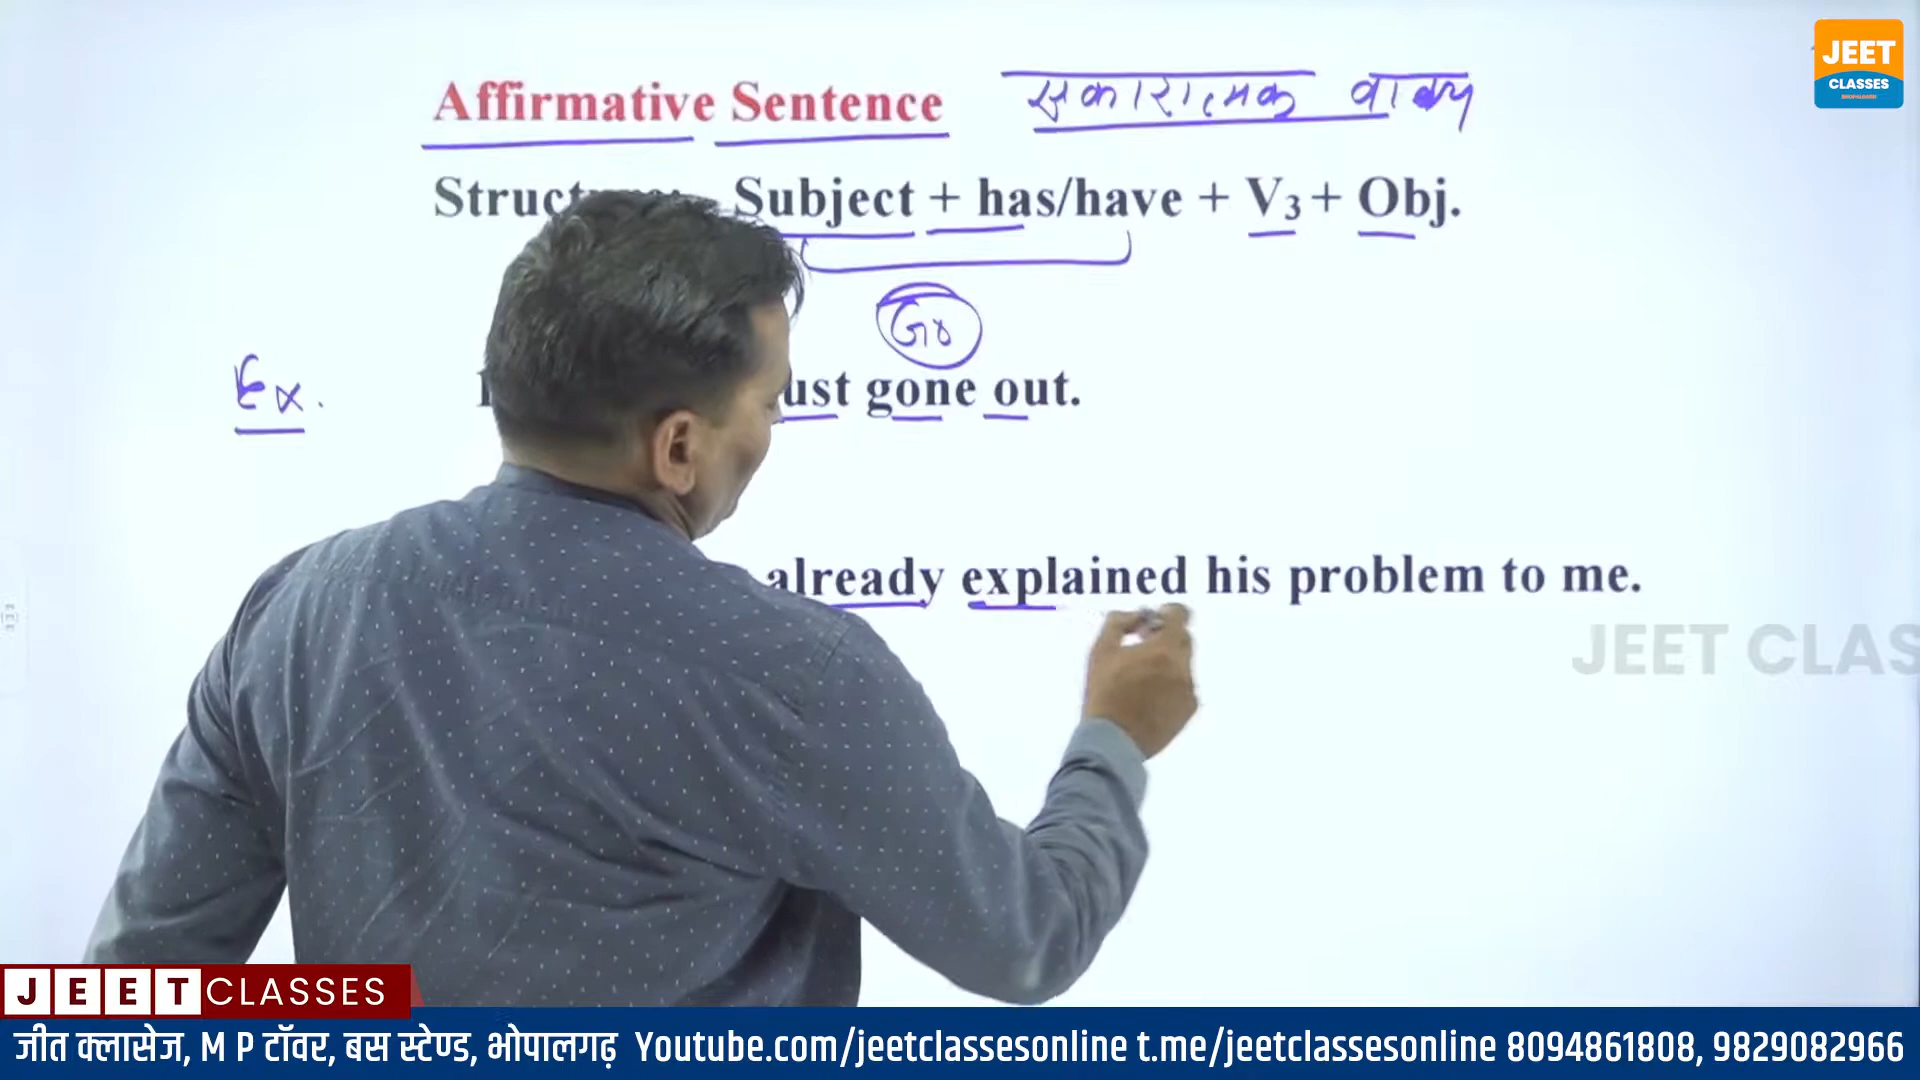 JEET
CLASSES
Affirmative Sentence सकारात्मक वाक्य
Subject + has/have + V₃ + Obj.
Go
Ex.
gone out.
already explained his problem to me.
JEET CLAS
JEET CLASSES
जीत क्लासेज, M P टॉवर, बस स्टेण्ड, भोपालगढ़ Youtube.com/jeetclassesonline t.me/jeetclassesonline 8094861808, 9829082966